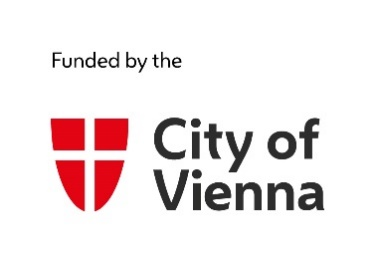 Funded by the
City of
Vienna